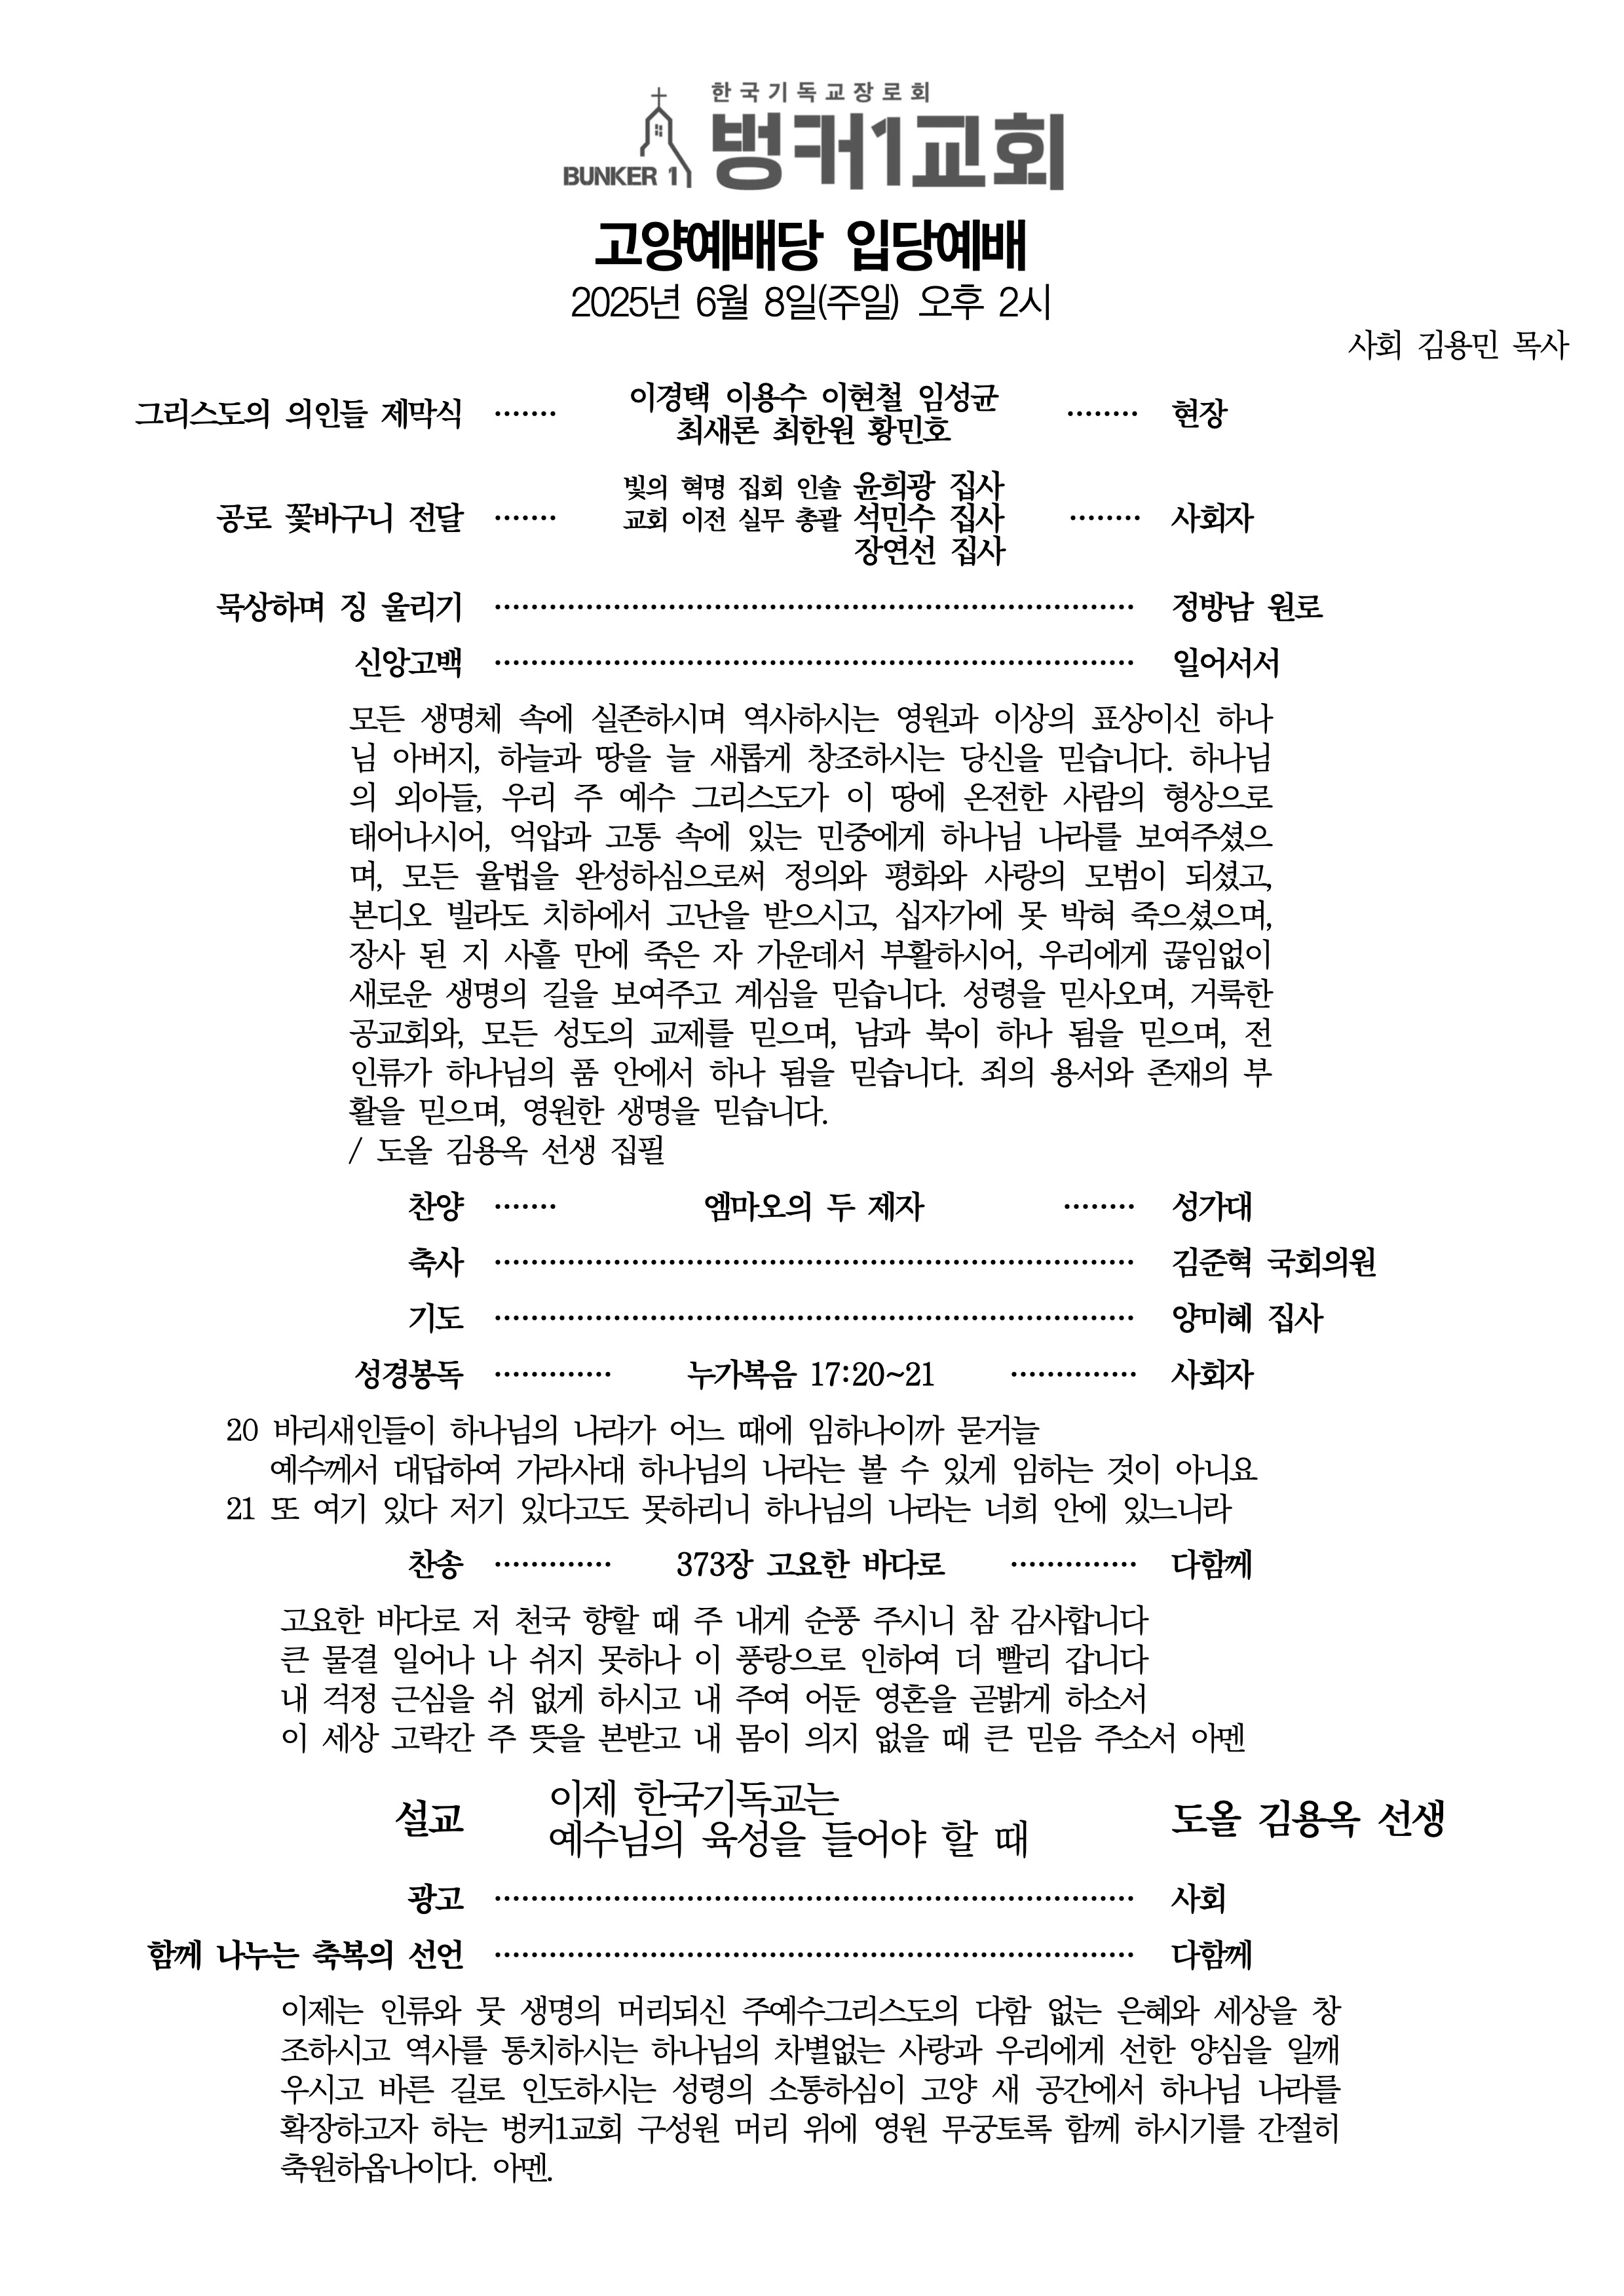 한국기독교장로회
BUNKER 1 벙커1교회
고양예배당 입당예배
2025년 6월 8일(주일) 오후 2시
사회 김용민 목사
그리스도의 의인들 제막식 ······· 이경택 이용수 이현철 임성균 최새론 최한원 황민호 ········ 현장
공로 꽃바구니 전달 ······· 빛의 혁명 집회 인솔 윤희광 집사
교회 이전 실무 총괄 석민수 집사 ········ 사회자
장연선 집사
묵상하며 징 울리기 ······· 정방남 원로
신앙고백 ······· 일어서서
모든 생명체 속에 실존하시며 역사하시는 영원과 이상의 표상이신 하나
님 아버지, 하늘과 땅을 늘 새롭게 창조하시는 당신을 믿습니다. 하나님
의 외아들, 우리 주 예수 그리스도가 이 땅에 온전한 사람의 형상으로
태어나시어, 억압과 고통 속에 있는 민중에게 하나님 나라를 보여주셨으
며, 모든 율법을 완성하심으로써 정의와 평화와 사랑의 모범이 되셨고,
본디오 빌라도 치하에서 고난을 받으시고, 십자가에 못 박혀 죽으셨으며,
장사 된 지 사흘 만에 죽은 자 가운데서 부활하시어, 우리에게 끊임없이
새로운 생명의 길을 보여주고 계심을 믿습니다. 성령을 믿사오며, 거룩한
공교회와, 모든 성도의 교제를 믿으며, 남과 북이 하나 됨을 믿으며, 전
인류가 하나님의 품 안에서 하나 됨을 믿습니다. 죄의 용서와 존재의 부
활을 믿으며, 영원한 생명을 믿습니다.
/ 도올 김용옥 선생 집필
찬양 ······· 엠마오의 두 제자 ········ 성가대
축사 ······· 김준혁 국회의원
기도 ······· 양미혜 집사
성경봉독 ············· 누가복음 17:20~21 ·············· 사회자
20 바리새인들이 하나님의 나라가 어느 때에 임하나이까 묻거늘
예수께서 대답하여 가라사대 하나님의 나라는 볼 수 있게 임하는 것이 아니요
21 또 여기 있다 저기 있다고도 못하리니 하나님의 나라는 너희 안에 있느니라
찬송 ············· 373장 고요한 바다로 ·············· 다함께
고요한 바다로 저 천국 향할 때 주 내게 순풍 주시니 참 감사합니다
큰 물결 일어나 나 쉬지 못하나 이 풍랑으로 인하여 더 빨리 갑니다
내 걱정 근심을 쉬 없게 하시고 내 주여 어둔 영혼을 곧밝게 하소서
이 세상 고락간 주 뜻을 본받고 내 몸이 의지 없을 때 큰 믿음 주소서 아멘
설교 이제 한국기독교는 예수님의 육성을 들어야 할 때 도올 김용옥 선생
광고 ······· 사회
함께 나누는 축복의 선언 ······· 다함께
이제는 인류와 뭇 생명의 머리되신 주예수그리스도의 다함 없는 은혜와 세상을 창
조하시고 역사를 통치하시는 하나님의 차별없는 사랑과 우리에게 선한 양심을 일깨
우시고 바른 길로 인도하시는 성령의 소통하심이 고양 새 공간에서 하나님 나라를
확장하고자 하는 벙커1교회 구성원 머리 위에 영원 무궁토록 함께 하시기를 간절히
축원하옵나이다. 아멘.